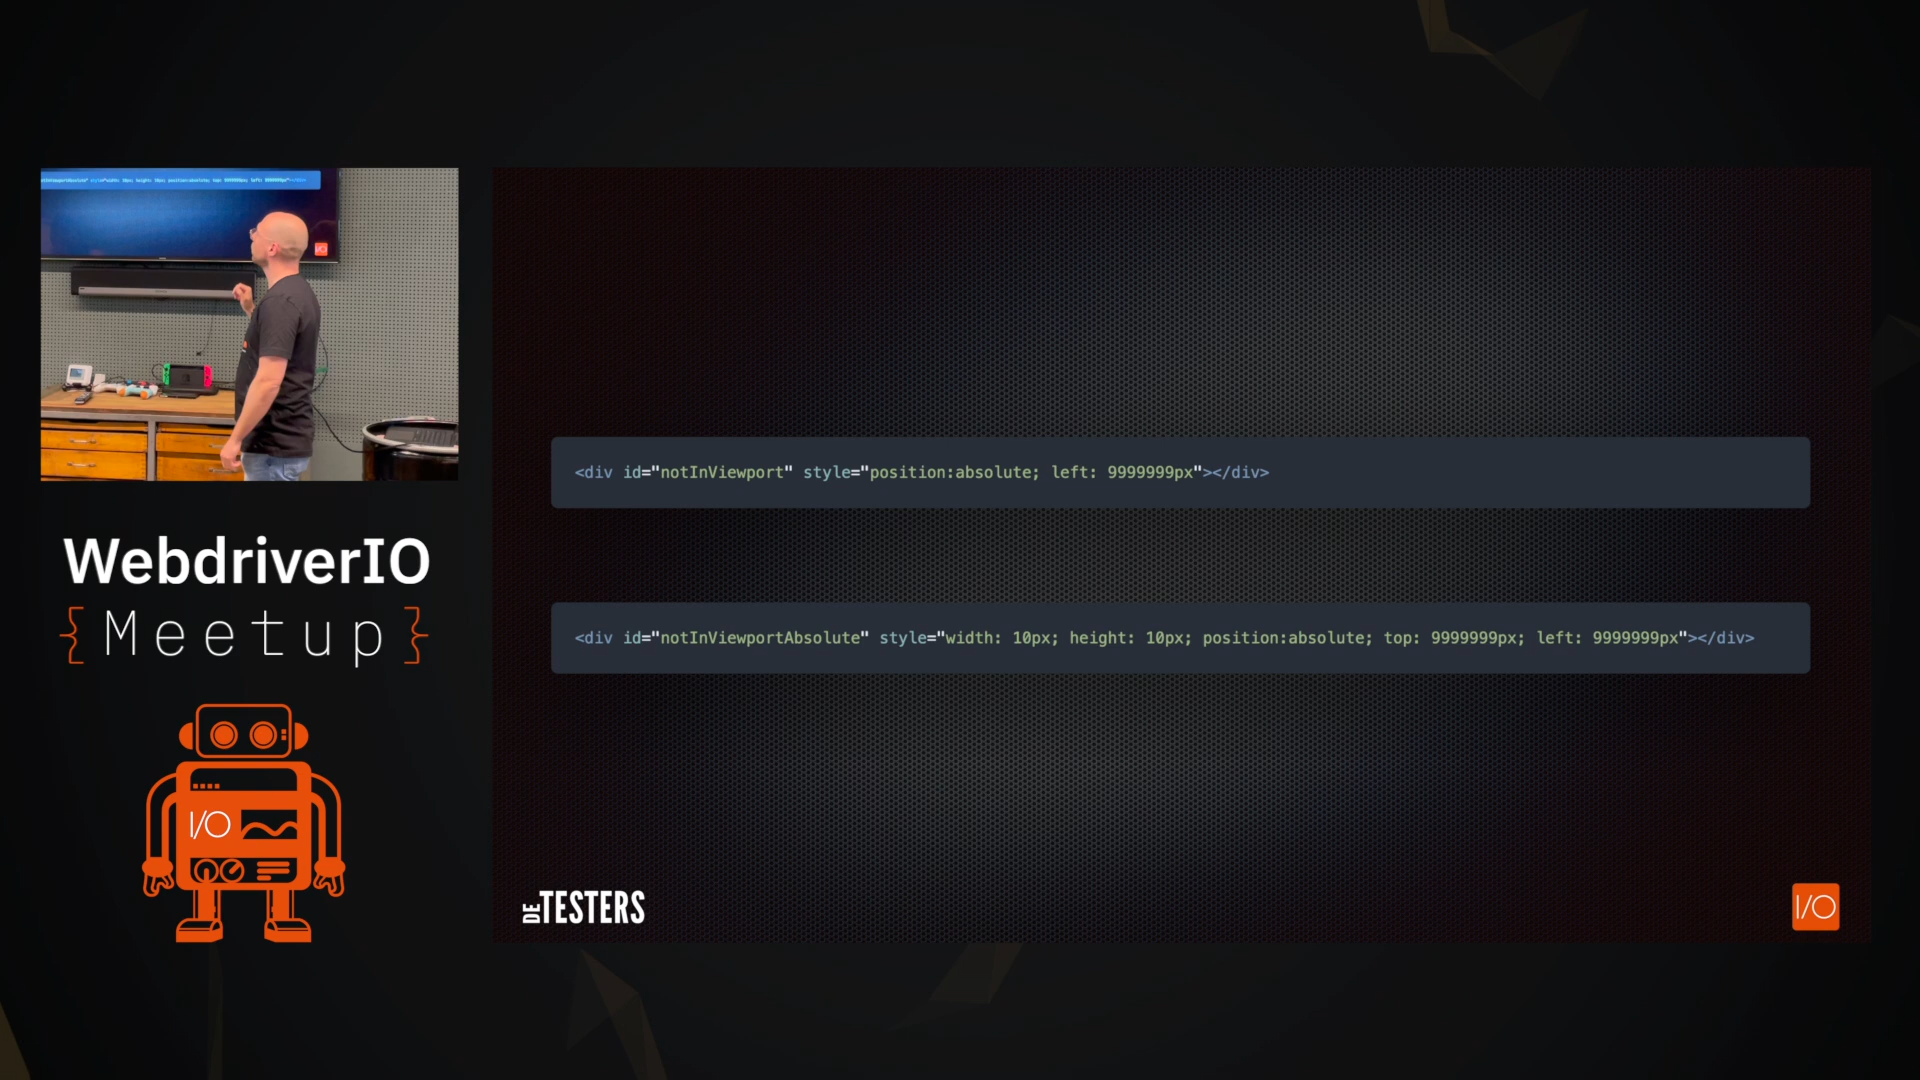 WebdriverIO
{Meetup}
I/O
<div id="notInViewport" style="position:absolute; left: 9999999px"></div>
<div id="notInViewportAbsolute" style="width: 10px; height: 10px; position:absolute; top: 9999999px; left: 9999999px"></div>
DE TESTERS
I/O